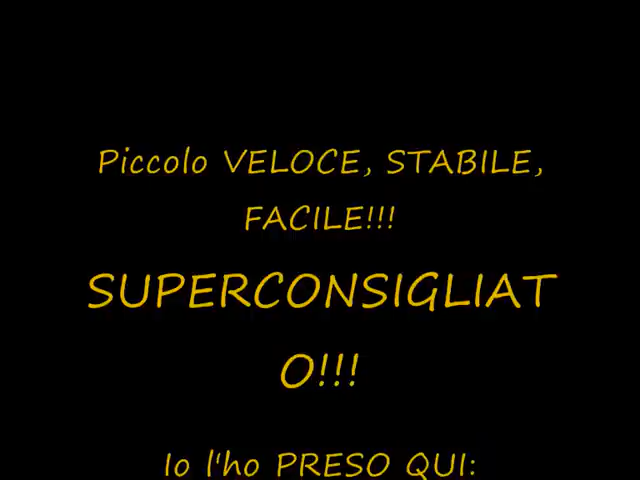 Piccolo VELOCE, STABILE,
FACILE!!!
SUPERCONSIGLIAT
O!!!
Io l'ho PRESO QUI: